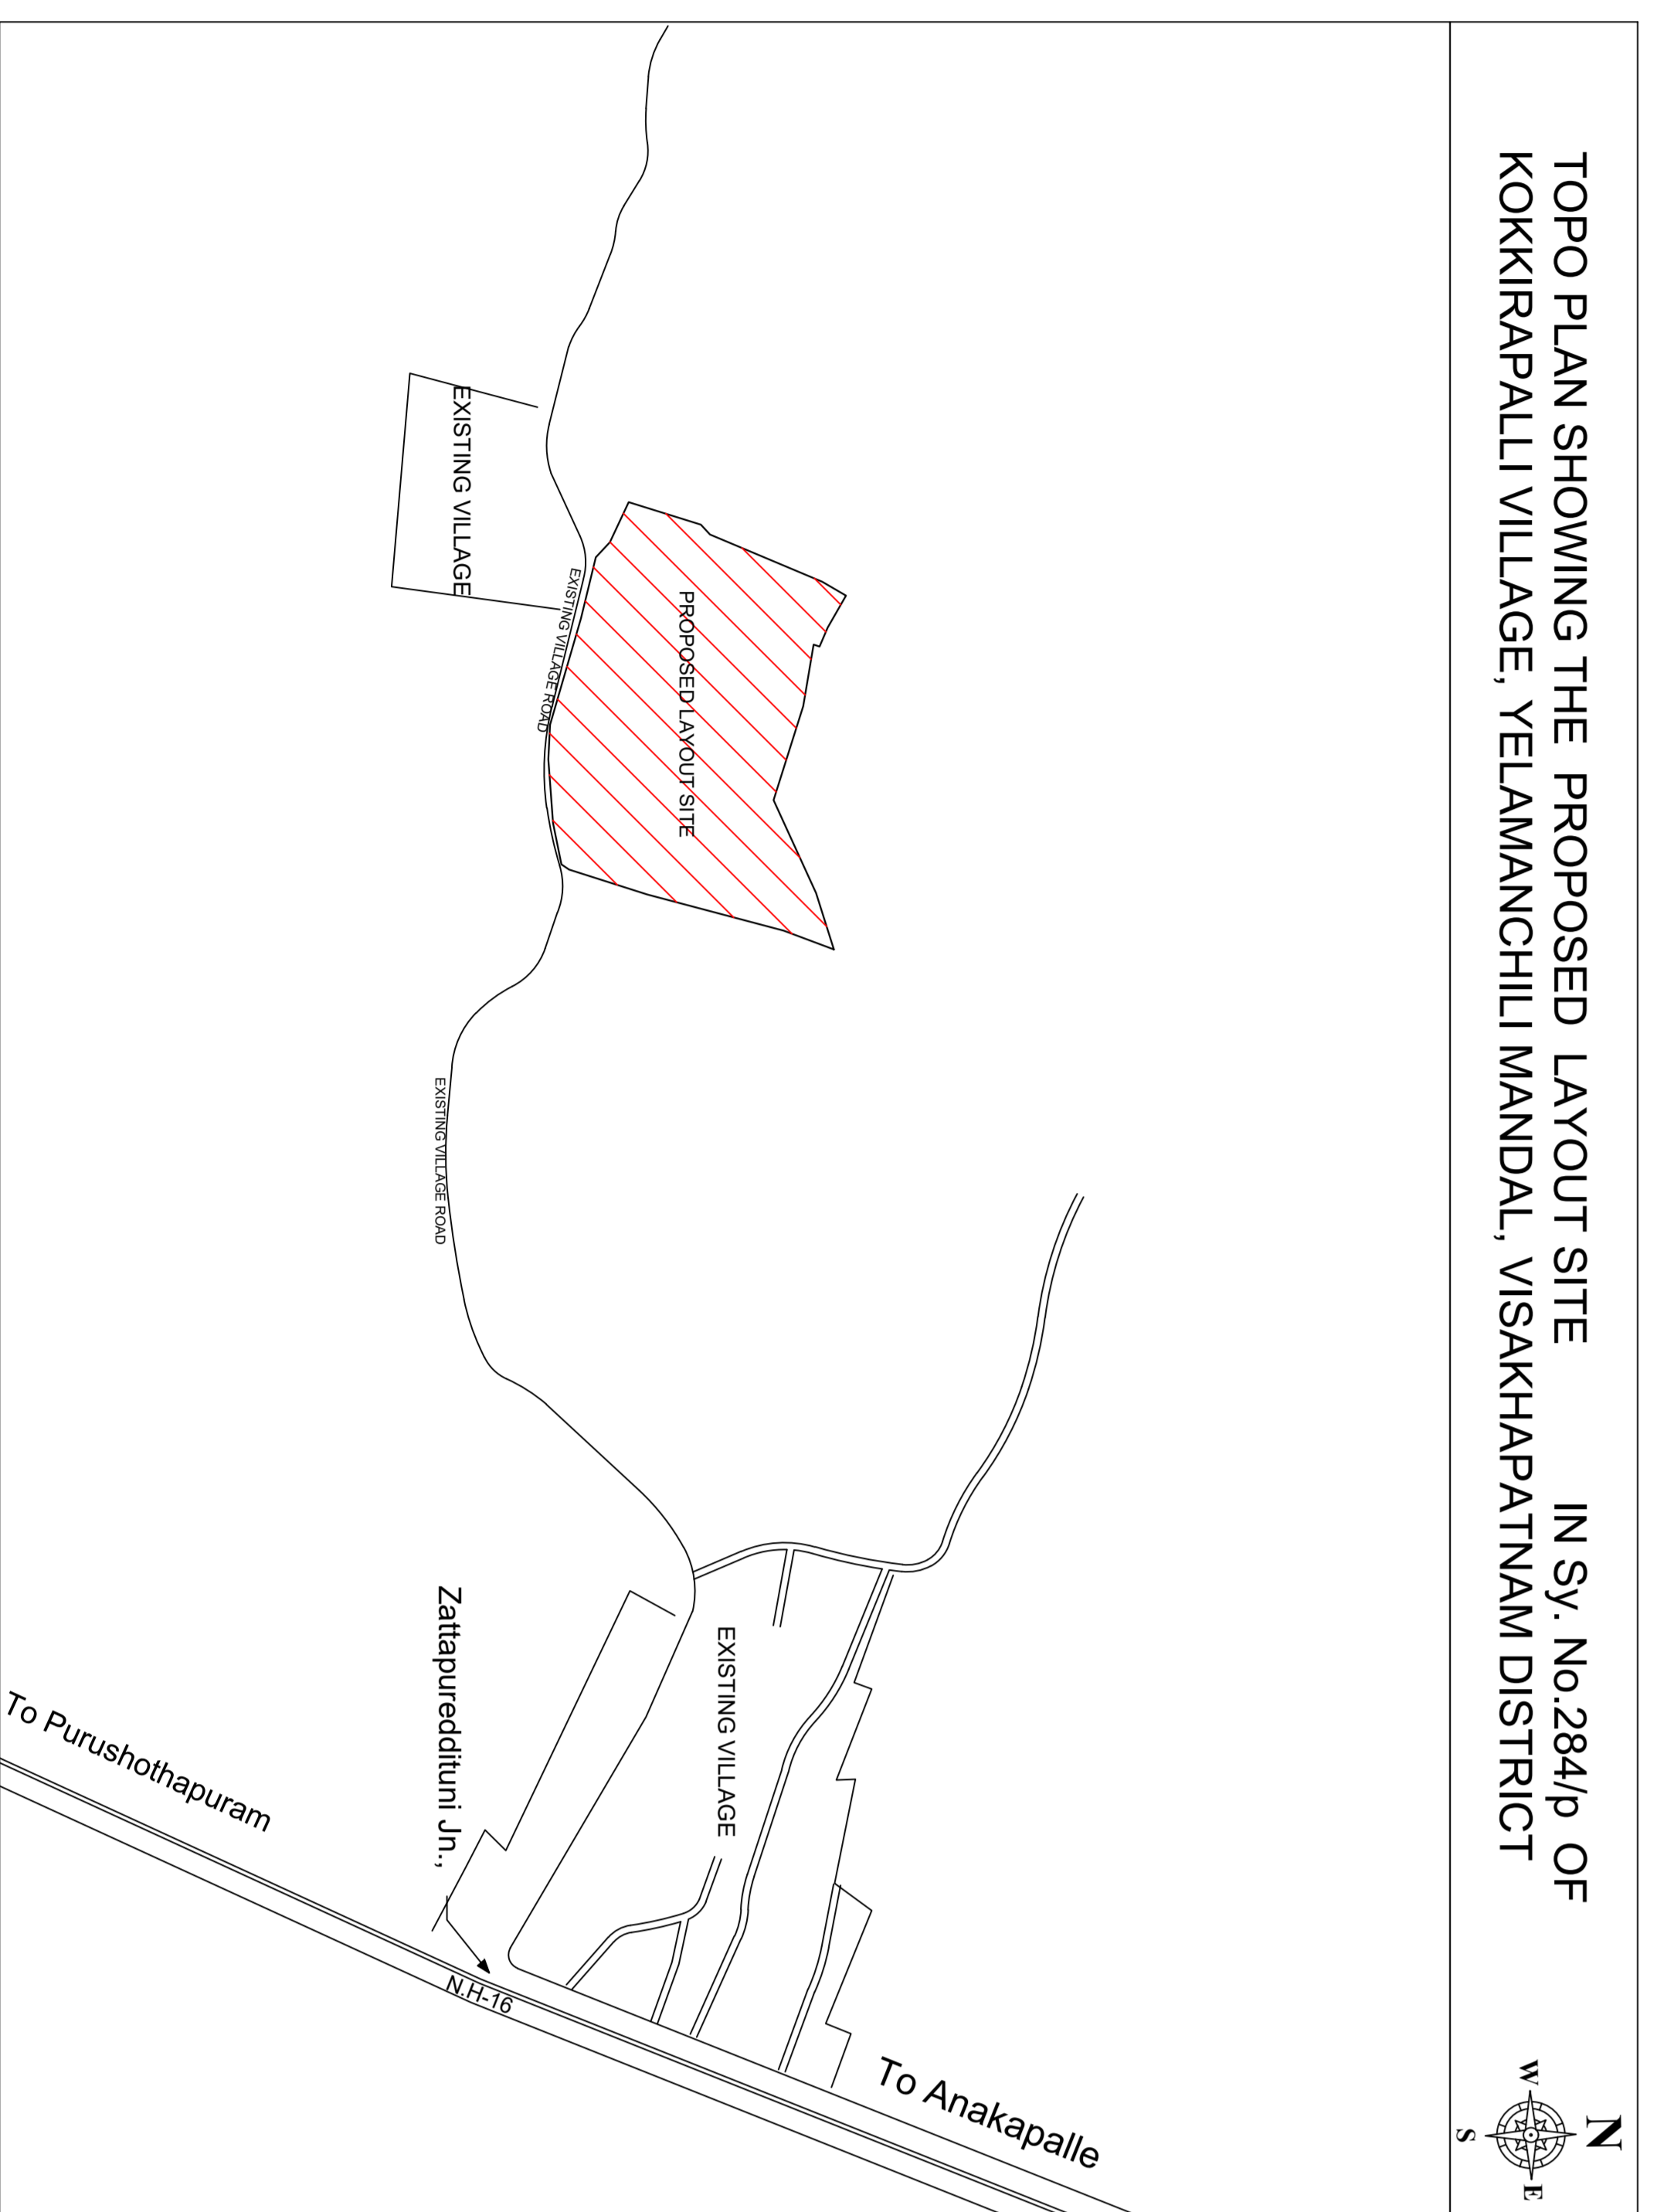 TOPO PLAN SHOWING THE PROPOSED LAYOUT SITE IN Sy. No.284/p OF
KOKKIRAPALLI VILLAGE, YELAMANCHILI MANDAL, VISAKHAPATNAM DISTRICT
N
W
E
S
PROPOSED LAYOUT SITE
EXISTING VILLAGE ROAD
EXISTING VILLAGE
EXISTING VILLAGE ROAD
EXISTING VILLAGE
To Anakapalle
Zattapureddituni Jn.,
N.H-16
To Purushothapuram